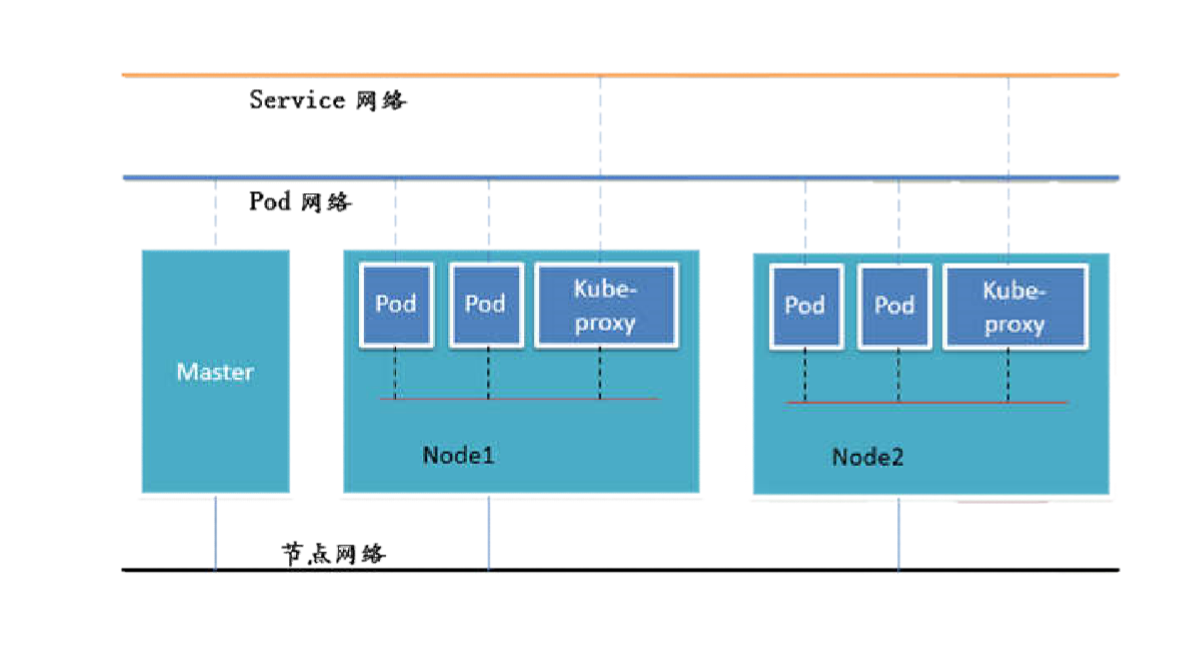 Service 网络
Pod 网络
Master
Pod
Pod
Kube-
proxy
Node1
Pod
Pod
Kube-
proxy
Node2
节点网络